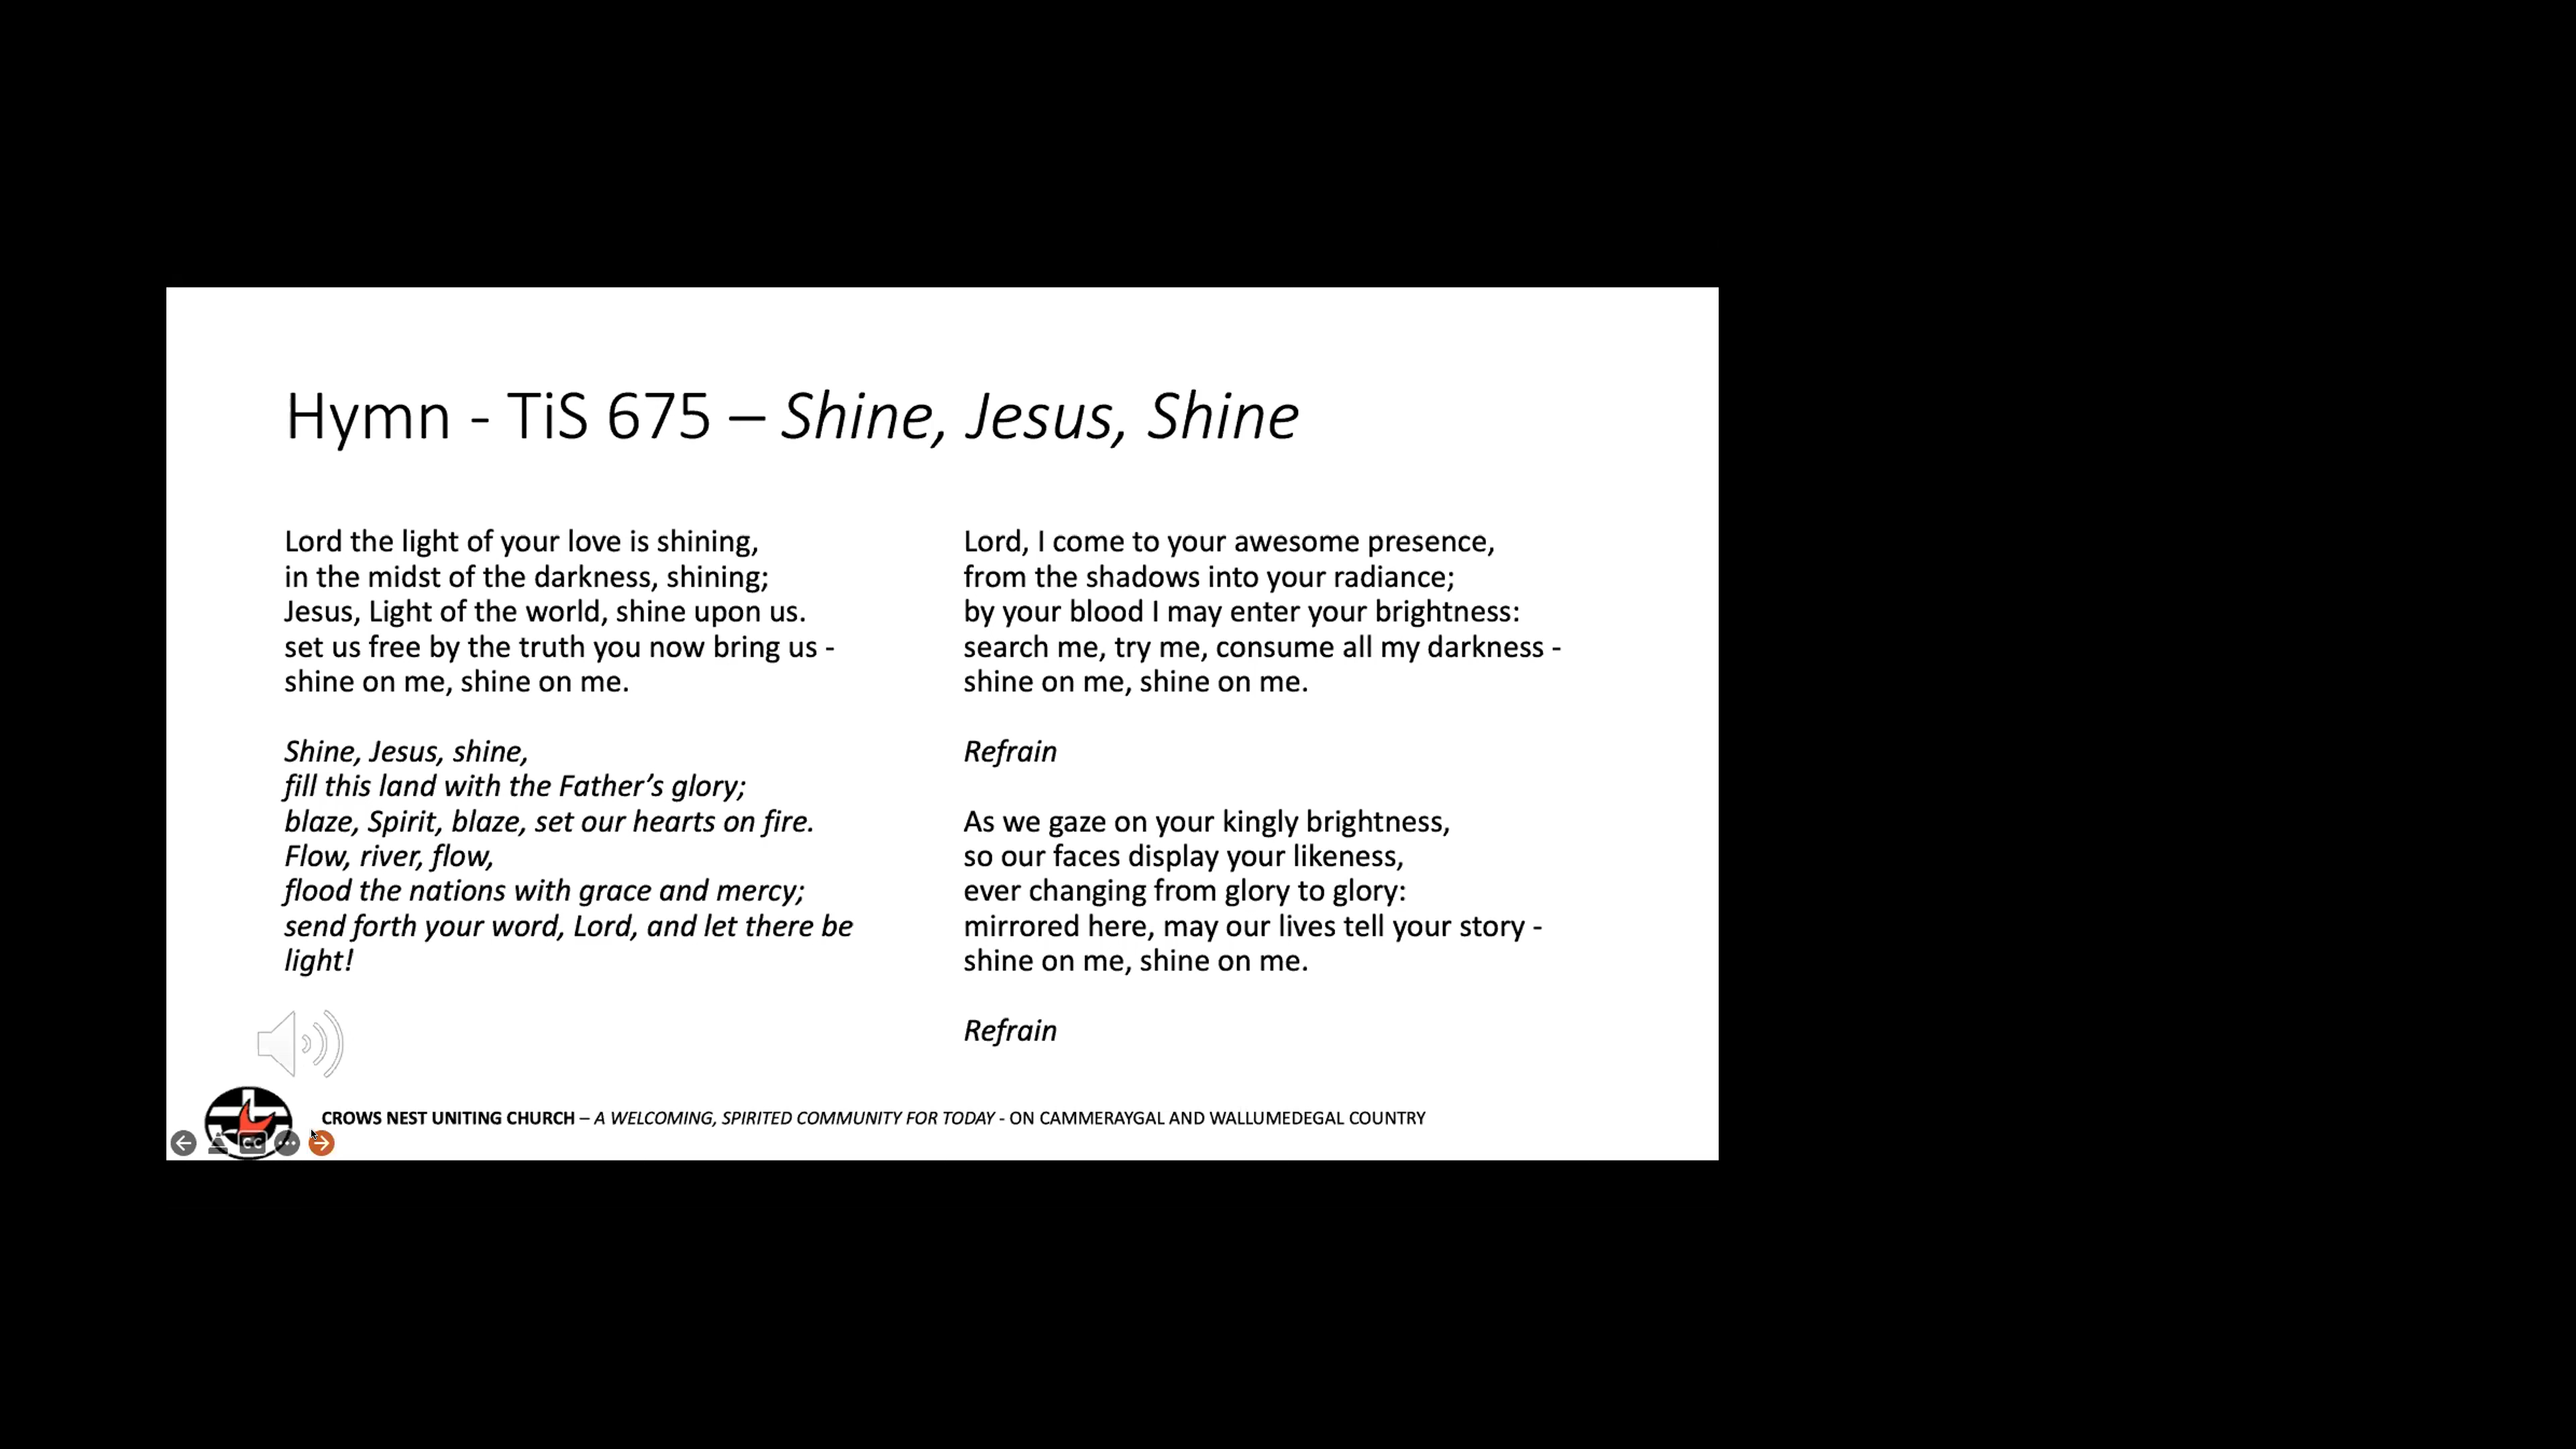 Hymn - TiS 675 – Shine, Jesus, Shine
Lord the light of your love is shining,
in the midst of the darkness, shining;
Jesus, Light of the world, shine upon us.
set us free by the truth you now bring us -
shine on me, shine on me.
Shine, Jesus, shine,
fill this land with the Father’s glory;
blaze, Spirit, blaze, set our hearts on fire.
Flow, river, flow,
flood the nations with grace and mercy;
send forth your word, Lord, and let there be
light!
Lord, I come to your awesome presence,
from the shadows into your radiance;
by your blood I may enter your brightness:
search me, try me, consume all my darkness -
shine on me, shine on me.
Refrain
As we gaze on your kingly brightness,
so our faces display your likeness,
ever changing from glory to glory:
mirrored here, may our lives tell your story -
shine on me, shine on me.
Refrain
CROWS NEST UNITING CHURCH – A WELCOMING, SPIRITED COMMUNITY FOR TODAY - ON CAMMERAYGAL AND WALLUMEDEGAL COUNTRY
CC